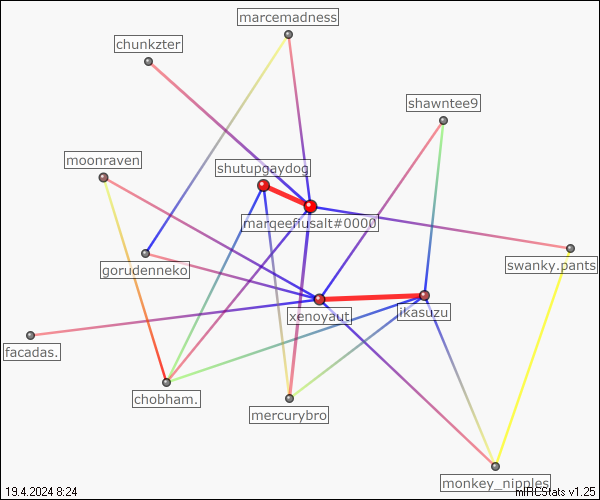 marcemadness
chunkzter
shawntee9
moonraven
shutupgaydog
marqeeflusalt#0000
gorudenneko
swanky.pants
xenoyaut
ikasuzu
facadas.
chobham.
mercurybro
monkey_nipples
19.4.2024 8:24
mIRCStats v1.25